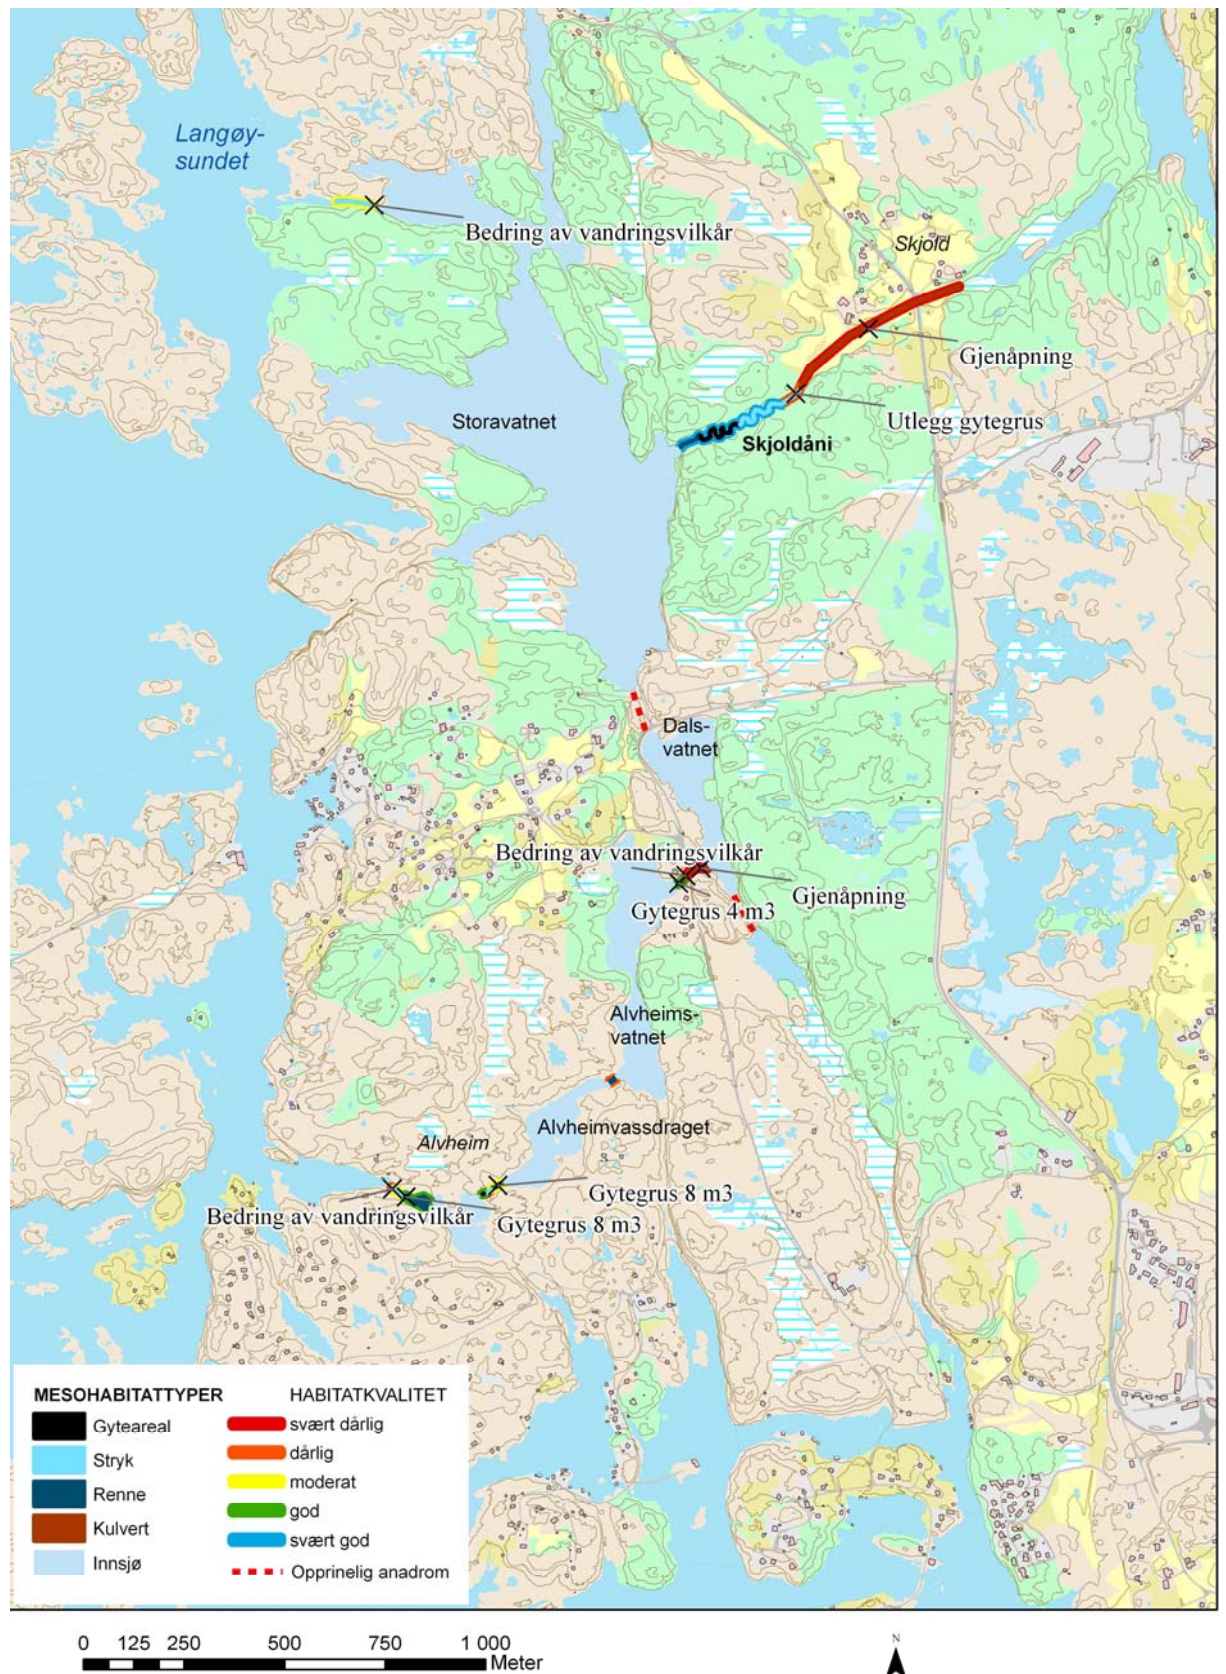 Langøy-
sundet
Bedring av vandringsvilkår
Skjold
Gjenåpning
Storavatnet
Utlegg gytegrus
Skjoldåni
Dals-
vatnet
Bedring av vandringsvilkår
Gjenåpning
Gytegrus 4 m3
Alvheims-
vatnet
Alvheimvassdraget
Alvheim
Gytegrus 8 m3
Bedring av vandringsvilkår
Gytegrus 8 m3
MESOHABITATTYPER HABITATKVALITET
Gyteareal svært dårlig
Stryk dårlig
Renne moderat
Kulvert god
Innsjø svært god
Opprinelig anadrom
0 125 250 500 750 1 000
Meter
N